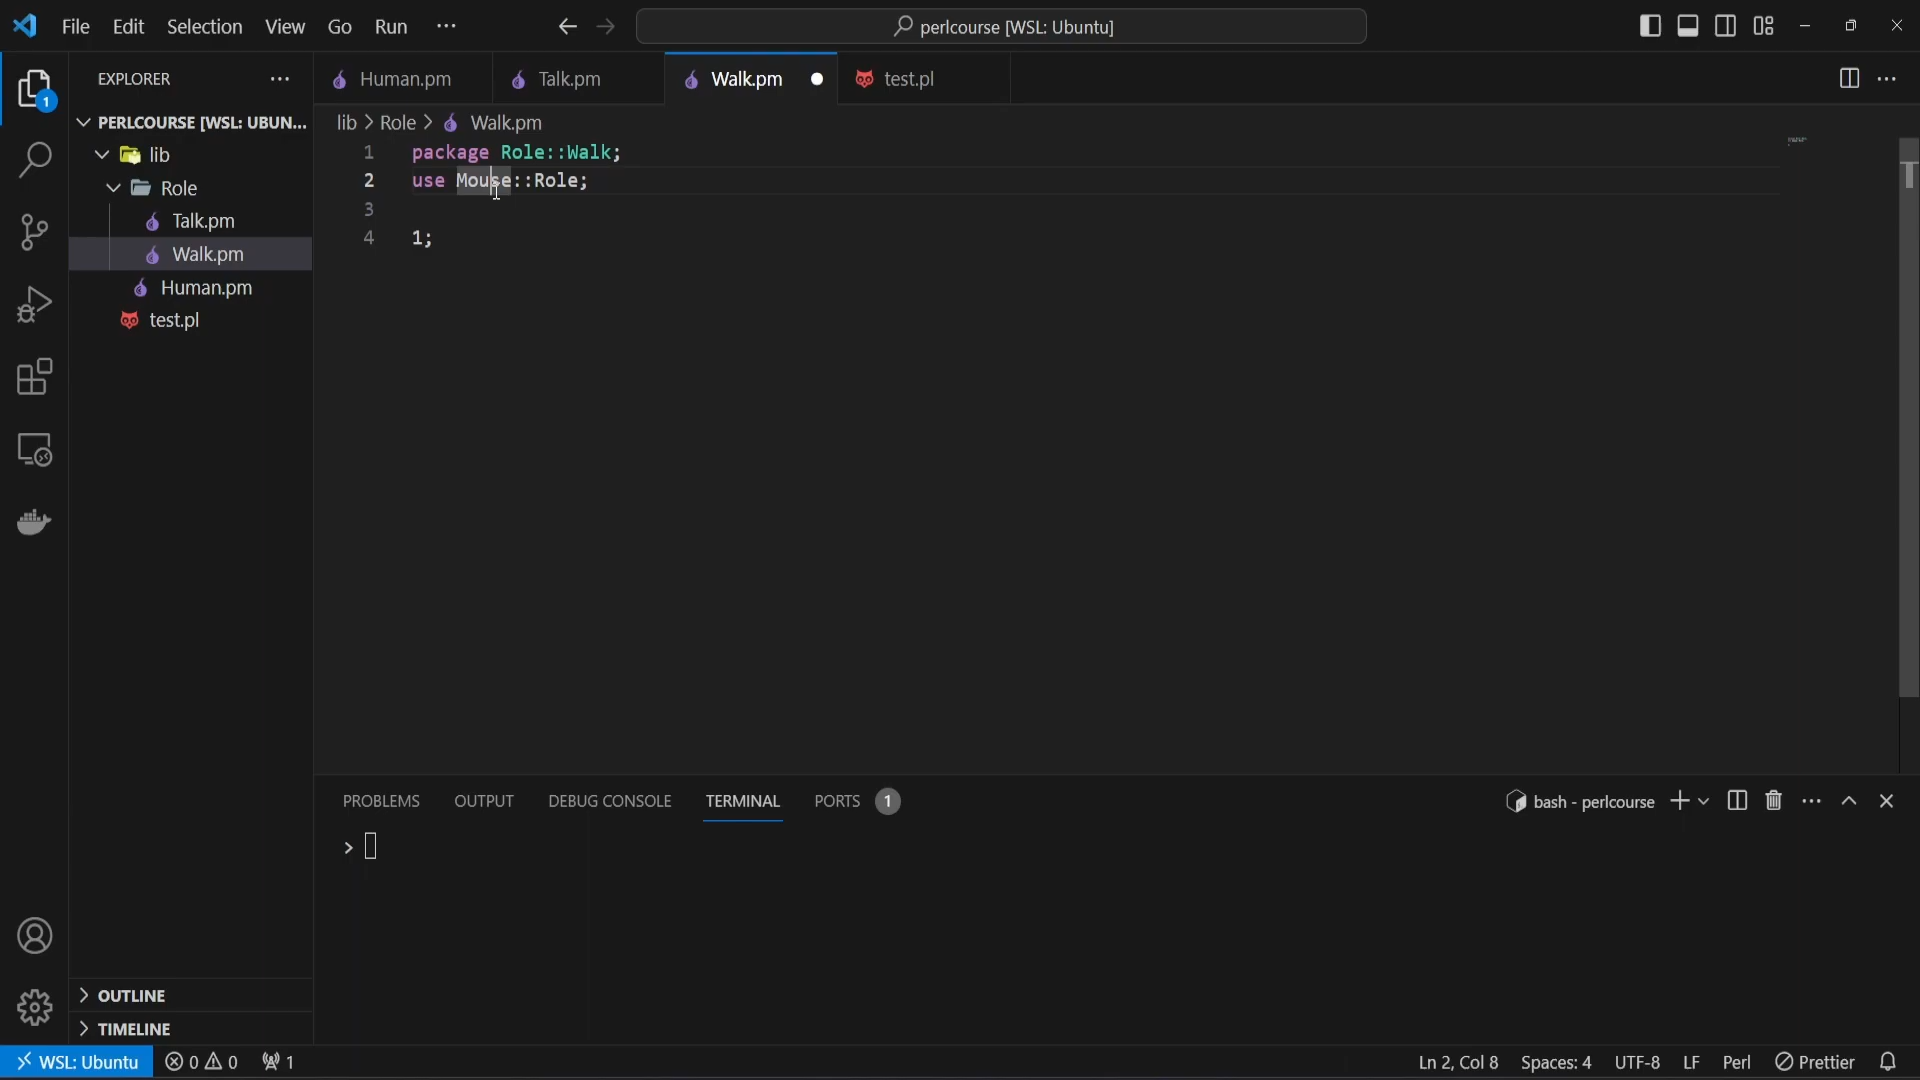 File Edit Selection View Go Run ··· perlcourse [WSL: Ubuntu]
EXPLORER ···
PERLCOURSE [WSL: UBUN...
lib
Role
Talk.pm
Walk.pm
Human.pm
test.pl
OUTLINE
TIMELINE
1
Human.pm Talk.pm Walk.pm test.pl
lib > Role > Walk.pm
1 package Role::Walk;
2 use Mouse::Role;
3
4 1;
PROBLEMS OUTPUT DEBUG CONSOLE TERMINAL PORTS 1 bash - perlcourse
>
WSL: Ubuntu 0 0 1 Ln 2, Col 8 Spaces: 4 UTF-8 LF Perl Prettier